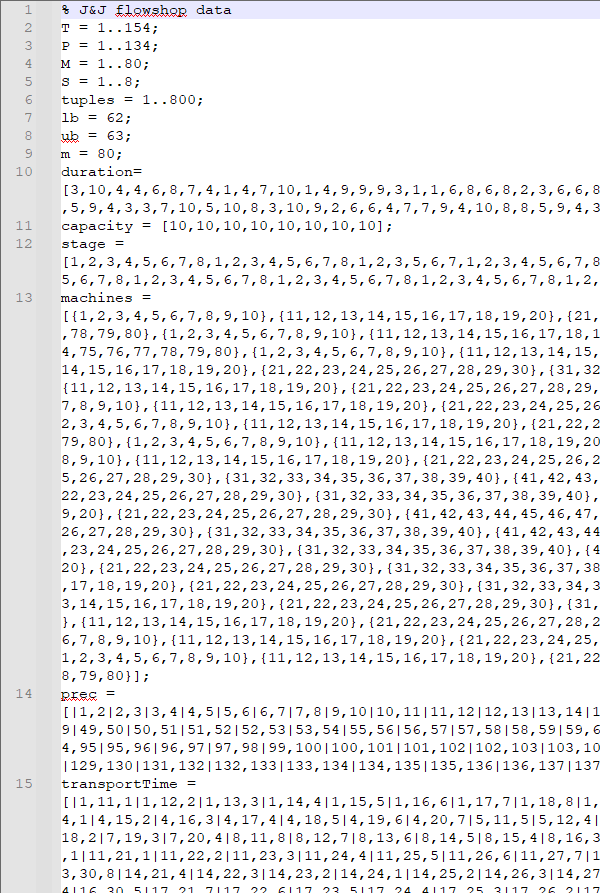 1 % J&J flowshop data
2 T = 1..154;
3 P = 1..134;
4 M = 1..80;
5 S = 1..8;
6 tuples = 1..800;
7 lb = 62;
8 ub = 63;
9 m = 80;
10 duration=
[3,10,4,4,6,8,7,4,1,4,7,10,1,4,9,9,9,3,1,1,6,8,6,8,2,3,6,6,8
,5,9,4,3,3,7,10,5,10,8,3,10,9,2,6,6,4,7,7,9,4,10,8,8,5,9,4,3
11 capacity = [10,10,10,10,10,10,10,10];
12 stage =
[1,2,3,4,5,6,7,8,1,2,3,4,5,6,7,8,1,2,3,5,6,7,1,2,3,4,5,6,7,8
5,6,7,8,1,2,3,4,5,6,7,8,1,2,3,4,5,6,7,8,1,2,3,4,5,6,7,8,1,2,
13 machines =
[{1,2,3,4,5,6,7,8,9,10},{11,12,13,14,15,16,17,18,19,20},{21,
,78,79,80},{1,2,3,4,5,6,7,8,9,10},{11,12,13,14,15,16,17,18,1
4,75,76,77,78,79,80},{1,2,3,4,5,6,7,8,9,10},{11,12,13,14,15,
14,15,16,17,18,19,20},{21,22,23,24,25,26,27,28,29,30},{31,32
{11,12,13,14,15,16,17,18,19,20},{21,22,23,24,25,26,27,28,29,
7,8,9,10},{11,12,13,14,15,16,17,18,19,20},{21,22,23,24,25,26
2,3,4,5,6,7,8,9,10},{11,12,13,14,15,16,17,18,19,20},{21,22,2
79,80},{1,2,3,4,5,6,7,8,9,10},{11,12,13,14,15,16,17,18,19,20
8,9,10},{11,12,13,14,15,16,17,18,19,20},{21,22,23,24,25,26,2
5,26,27,28,29,30},{31,32,33,34,35,36,37,38,39,40},{41,42,43,
22,23,24,25,26,27,28,29,30},{31,32,33,34,35,36,37,38,39,40},
9,20},{21,22,23,24,25,26,27,28,29,30},{41,42,43,44,45,46,47,
26,27,28,29,30},{31,32,33,34,35,36,37,38,39,40},{41,42,43,44
,23,24,25,26,27,28,29,30},{31,32,33,34,35,36,37,38,39,40},{4
20},{21,22,23,24,25,26,27,28,29,30},{31,32,33,34,35,36,37,38
,17,18,19,20},{21,22,23,24,25,26,27,28,29,30},{31,32,33,34,3
3,14,15,16,17,18,19,20},{21,22,23,24,25,26,27,28,29,30},{31,
},{11,12,13,14,15,16,17,18,19,20},{21,22,23,24,25,26,27,28,2
6,7,8,9,10},{11,12,13,14,15,16,17,18,19,20},{21,22,23,24,25,
1,2,3,4,5,6,7,8,9,10},{11,12,13,14,15,16,17,18,19,20},{21,22
8,79,80}];
14 prec =
[|1,2|2,3|3,4|4,5|5,6|6,7|7,8|9,10|10,11|11,12|12,13|13,14|1
9|49,50|50,51|51,52|52,53|53,54|55,56|56,57|57,58|58,59|59,6
4,95|95,96|96,97|97,98|99,100|100,101|101,102|102,103|103,10
|129,130|131,132|132,133|133,134|134,135|135,136|136,137|137
15 transportTime =
[|1,11,1|1,12,2|1,13,3|1,14,4|1,15,5|1,16,6|1,17,7|1,18,8|1,
4,1|4,15,2|4,16,3|4,17,4|4,18,5|4,19,6|4,20,7|5,11,5|5,12,4|
18,2|7,19,3|7,20,4|8,11,8|8,12,7|8,13,6|8,14,5|8,15,4|8,16,3
,1|11,21,1|11,22,2|11,23,3|11,24,4|11,25,5|11,26,6|11,27,7|1
3,30,8|14,21,4|14,22,3|14,23,2|14,24,1|14,25,2|14,26,3|14,27
4|16,30,5|17,21,7|17,22,6|17,23,5|17,24,4|17,25,3|17,26,2|17